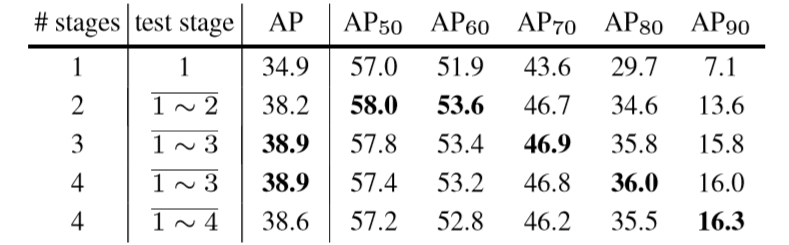 # stages test stage AP AP50 AP60 AP70 AP80 AP90
1 1 34.9 57.0 51.9 43.6 29.7 7.1
2 1 ∼ 2 38.2 58.0 53.6 46.7 34.6 13.6
3 1 ∼ 3 38.9 57.8 53.4 46.9 35.8 15.8
4 1 ∼ 3 38.9 57.4 53.2 46.8 36.0 16.0
4 1 ∼ 4 38.6 57.2 52.8 46.2 35.5 16.3